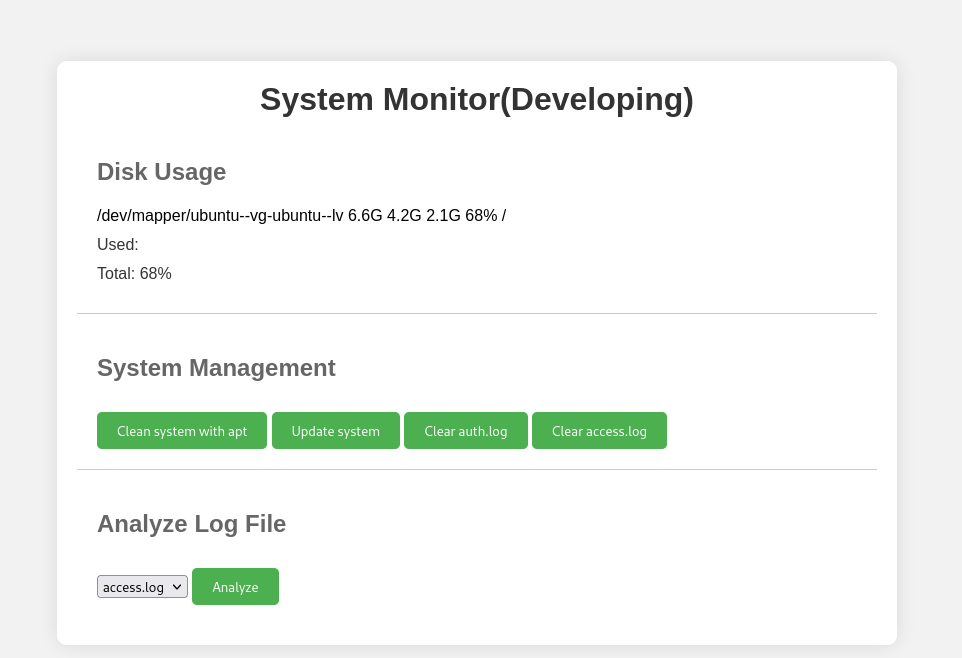 System Monitor(Developing)
Disk Usage
/dev/mapper/ubuntu--vg-ubuntu--lv 6.6G 4.2G 2.1G 68% /
Used:
Total: 68%
System Management
Clean system with apt Update system Clear auth.log Clear access.log
Analyze Log File
access.log Analyze